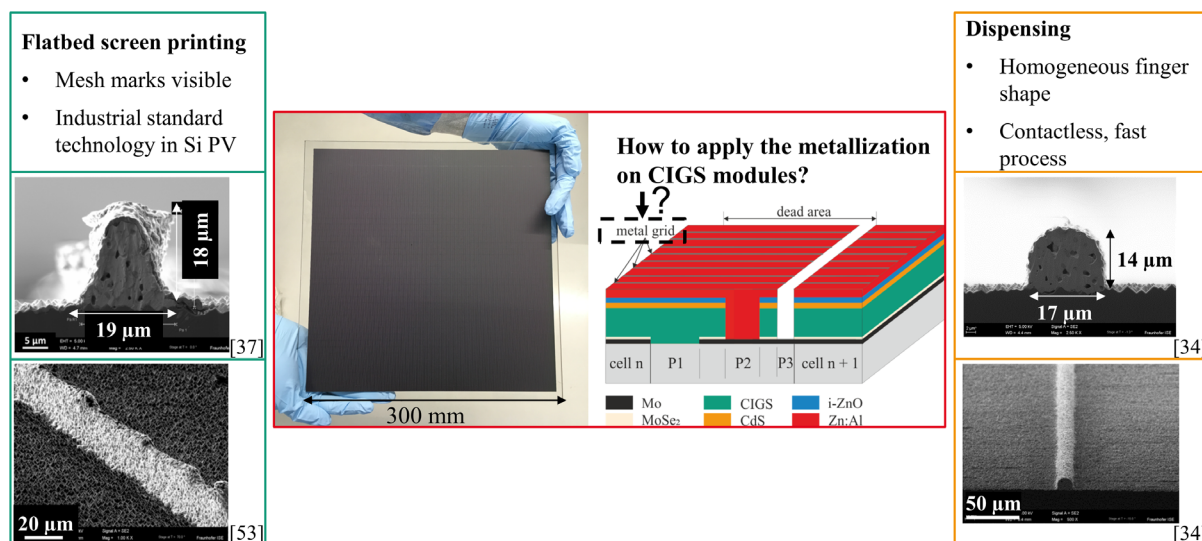 Flatbed screen printing
• Mesh marks visible
• Industrial standard
technology in Si PV
18 µm
19 µm
5 µm
[37]
20 µm
[53]
300 mm
How to apply the metallization
on CIGS modules?
?
dead area
metal grid
cell n
P1
P2
P3
cell n + 1
Mo
CIGS
i-ZnO
MoSe₂
CdS
Zn:Al
Dispensing
• Homogeneous finger
shape
• Contactless, fast
process
14 µm
17 µm
[34
50 µm
[34